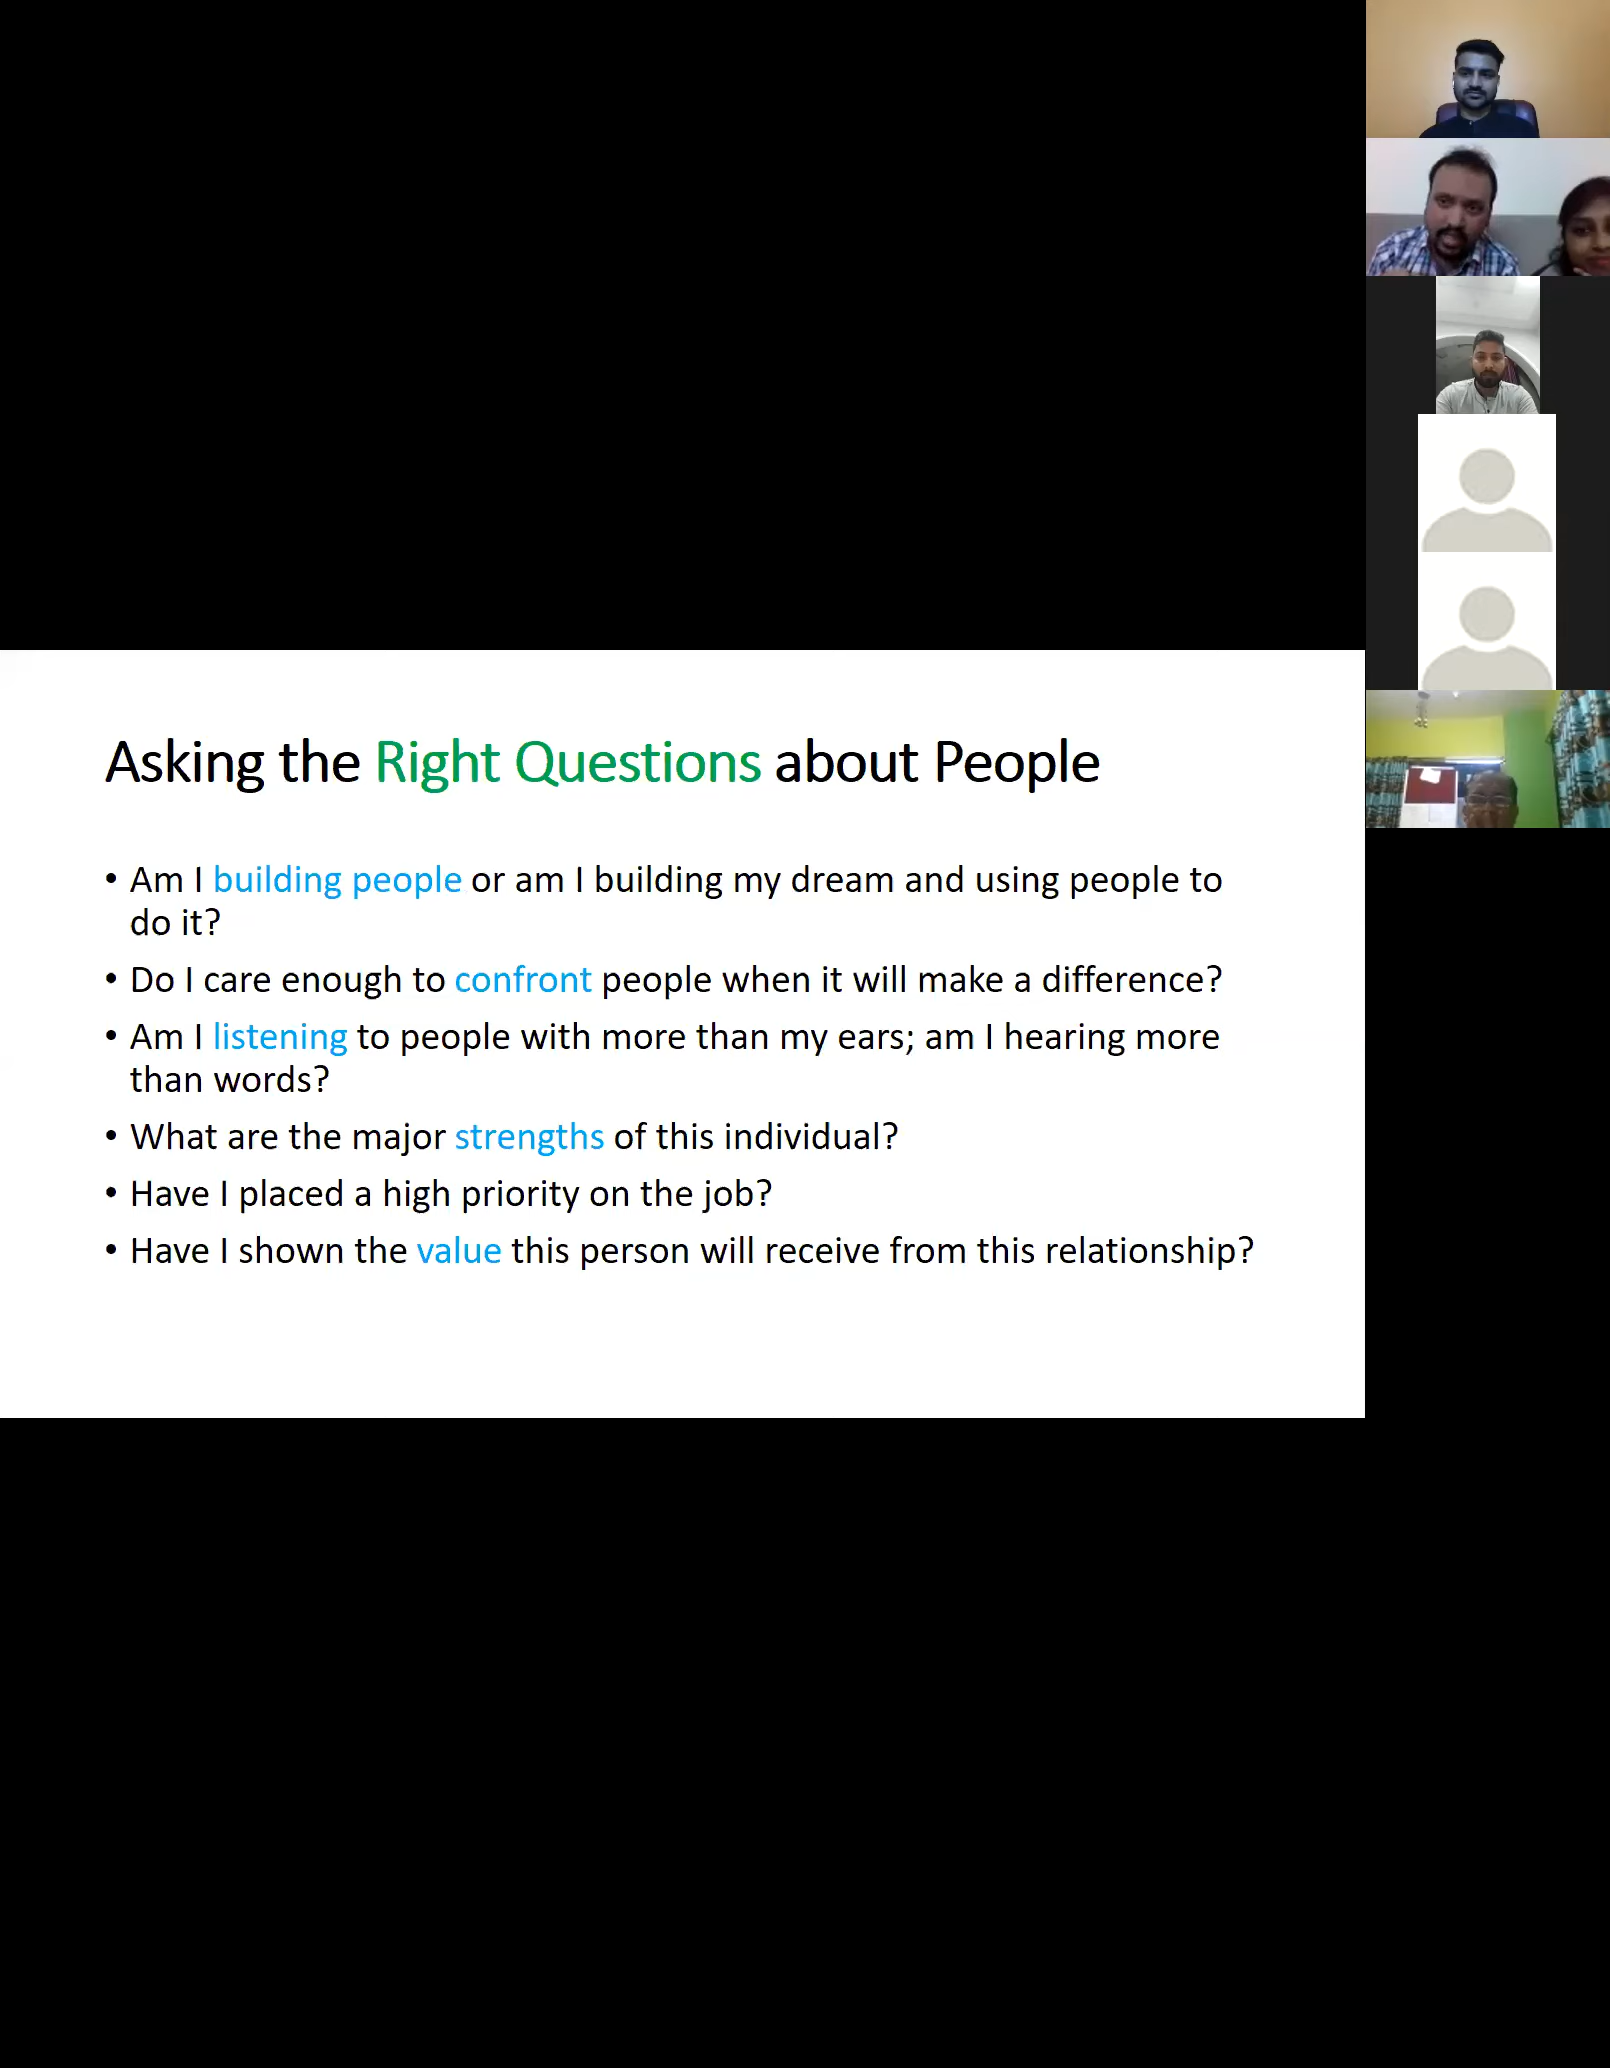 Asking the Right Questions about People
• Am I building people or am I building my dream and using people to
do it?
• Do I care enough to confront people when it will make a difference?
• Am I listening to people with more than my ears; am I hearing more
than words?
• What are the major strengths of this individual?
• Have I placed a high priority on the job?
• Have I shown the value this person will receive from this relationship?